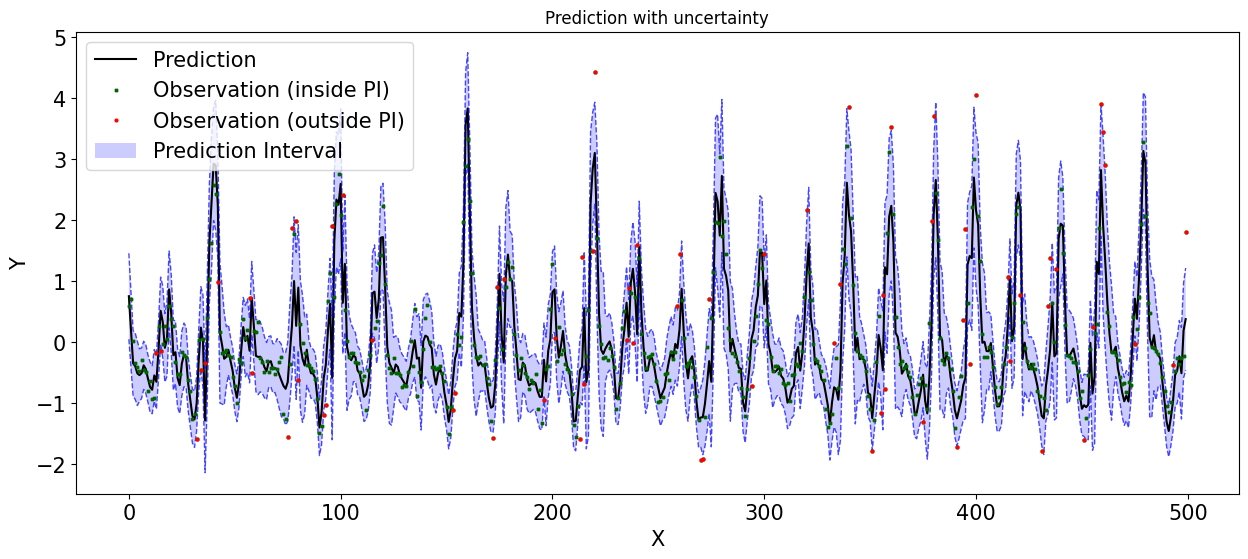 Prediction with uncertainty
Prediction
Observation (inside PI)
Observation (outside PI)
Prediction Interval
Y
5
4
3
2
1
0
−1
−2
0 100 200 300 400 500
X